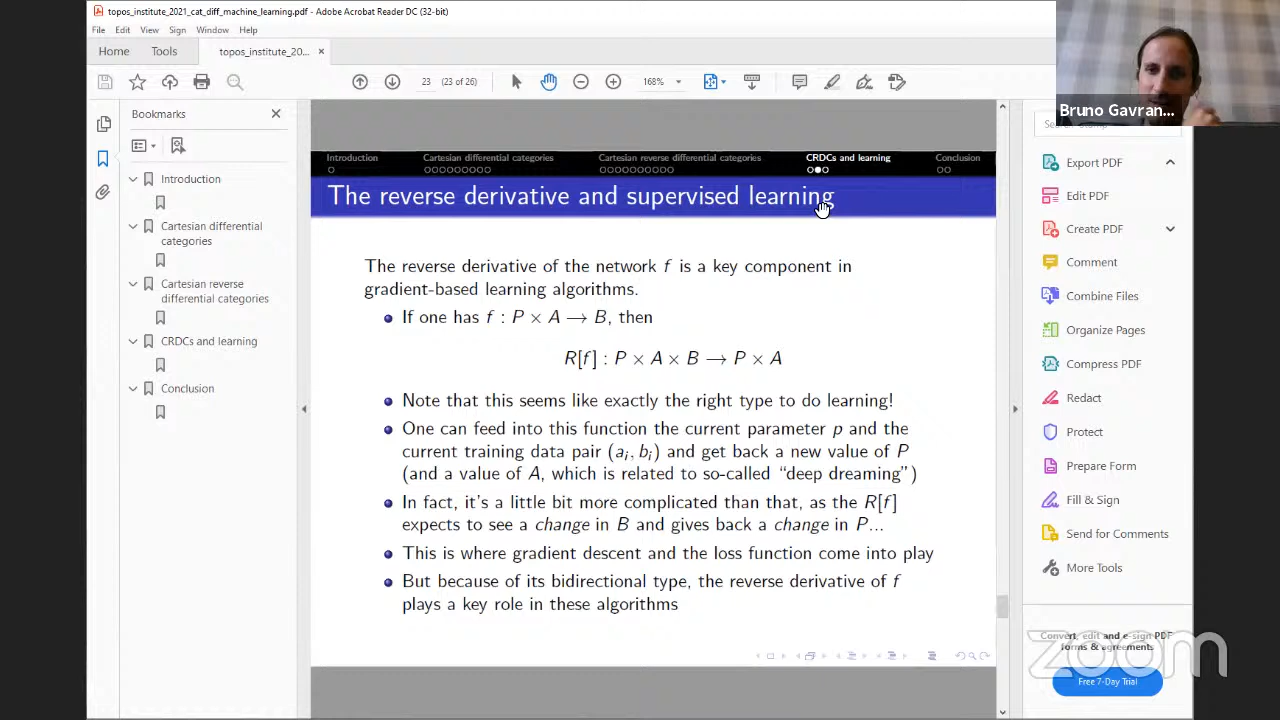 topos_institute_2021_cat_diff_machine_learning.pdf - Adobe Acrobat Reader DC (32-bit)
File Edit View Sign Window Help
Home Tools topos_institute_20... ×
23 (23 of 26) 168%
Bruno Gavran...
Bookmarks
Introduction
Cartesian differential categories
Cartesian reverse differential categories
CRDCs and learning
Conclusion
Introduction Cartesian differential categories Cartesian reverse differential categories CRDCs and learning Conclusion
The reverse derivative and supervised learning
The reverse derivative of the network f is a key component in
gradient-based learning algorithms.
If one has f : P × A ⟶ B, then
R[f] : P × A × B ⟶ P × A
Note that this seems like exactly the right type to do learning!
One can feed into this function the current parameter p and the
current training data pair (aᵢ, bᵢ) and get back a new value of P
(and a value of A, which is related to so-called “deep dreaming”)
In fact, it's a little bit more complicated than that, as the R[f]
expects to see a change in B and gives back a change in P...
This is where gradient descent and the loss function come into play
But because of its bidirectional type, the reverse derivative of f
plays a key role in these algorithms
Export PDF
Edit PDF
Create PDF
Comment
Combine Files
Organize Pages
Compress PDF
Redact
Protect
Prepare Form
Fill & Sign
Send for Comments
More Tools
Convert, edit and e-sign PDF
forms & agreements
Free 7-Day Trial
zoom